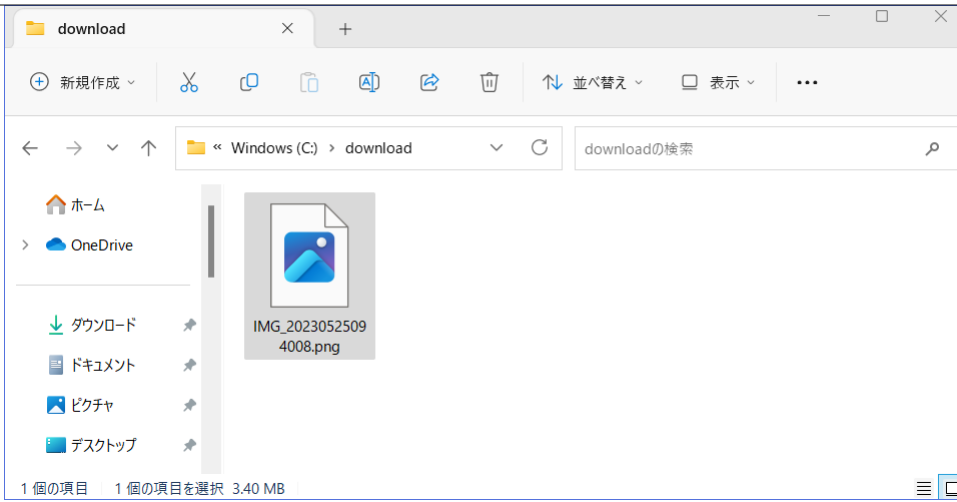 download
新規作成
並べ替え
表示
« Windows (C:) › download
downloadの検索
ホーム
OneDrive
ダウンロード
ドキュメント
ピクチャ
デスクトップ
IMG_2023052509
4008.png
1 個の項目 1 個の項目を選択 3.40 MB